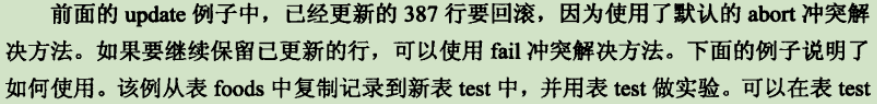 前面的 update 例子中，已经更新的 387 行要回滚，因为使用了默认的 abort 冲突解
决方法。如果要继续保留已更新的行，可以使用 fail 冲突解决方法。下面的例子说明了
如何使用。该例从表 foods 中复制记录到新表 test 中，并用表 test 做实验。可以在表 test